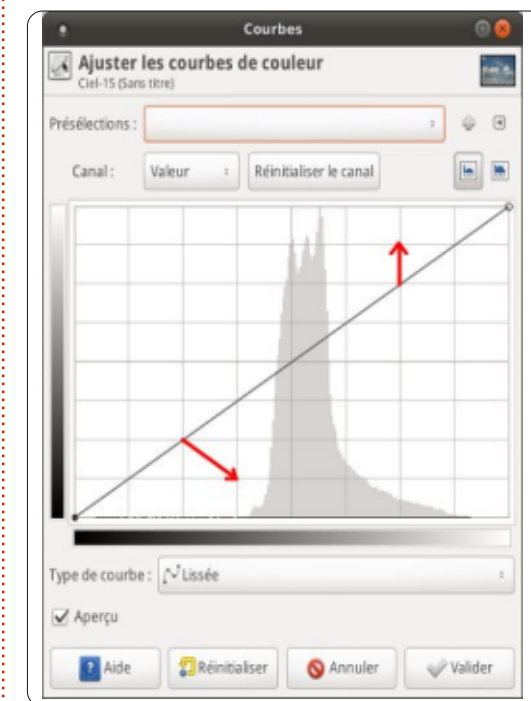 Courbes
Ajuster les courbes de couleur
Ciel-15 (Sans titre)
Présélections :
Canal : Valeur Réinitialiser le canal
Type de courbe : Lissée
Aperçu
Aide Réinitialiser Annuler Valider